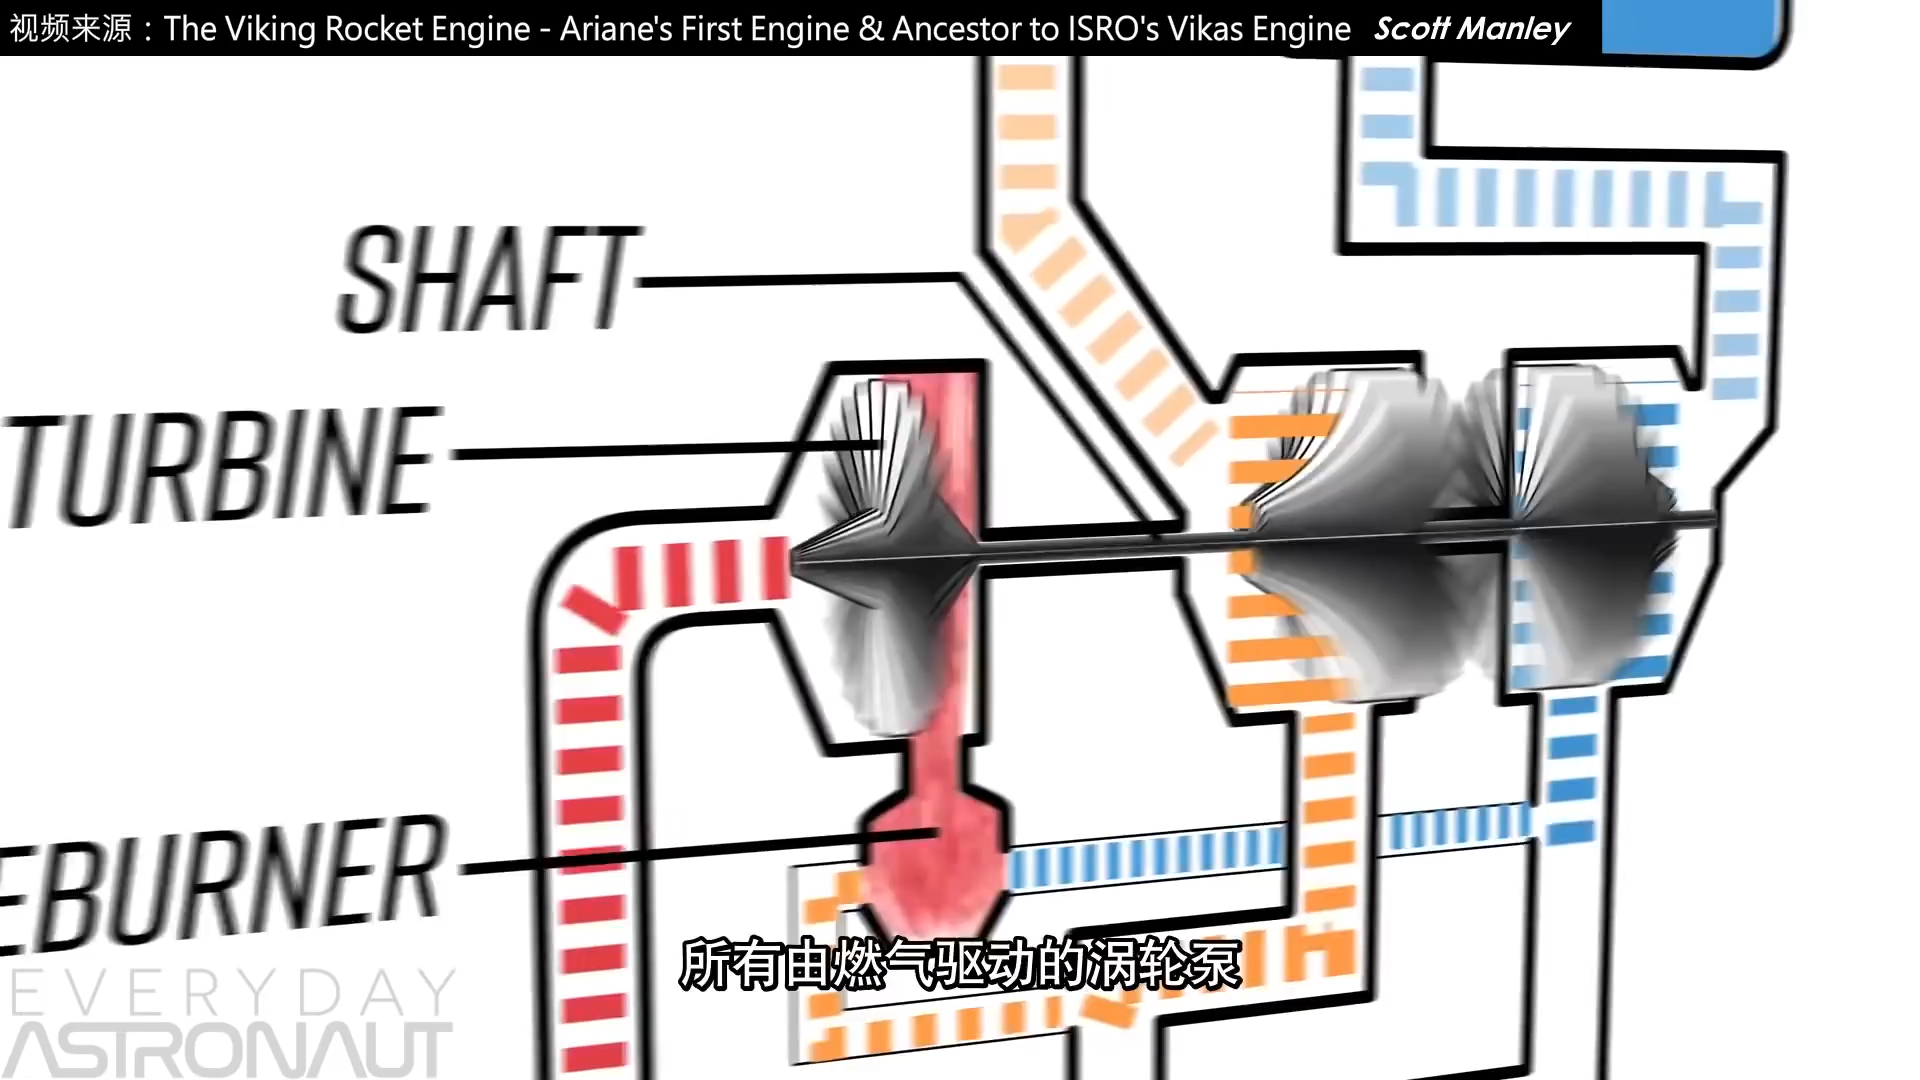 视频来源：The Viking Rocket Engine - Ariane's First Engine & Ancestor to ISRO's Vikas Engine Scott Manley
SHAFT
TURBINE
EBURNER
所有由燃气驱动的涡轮泵
EVERYDAY
ASTRONAUT